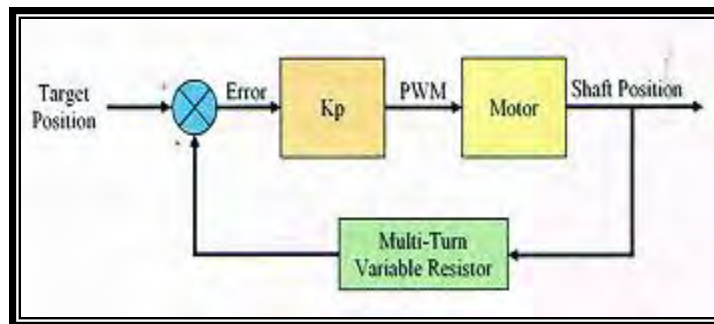 Target
Position
Error
Kp
PWM
Motor
Shaft Position
Multi-Turn
Variable Resistor